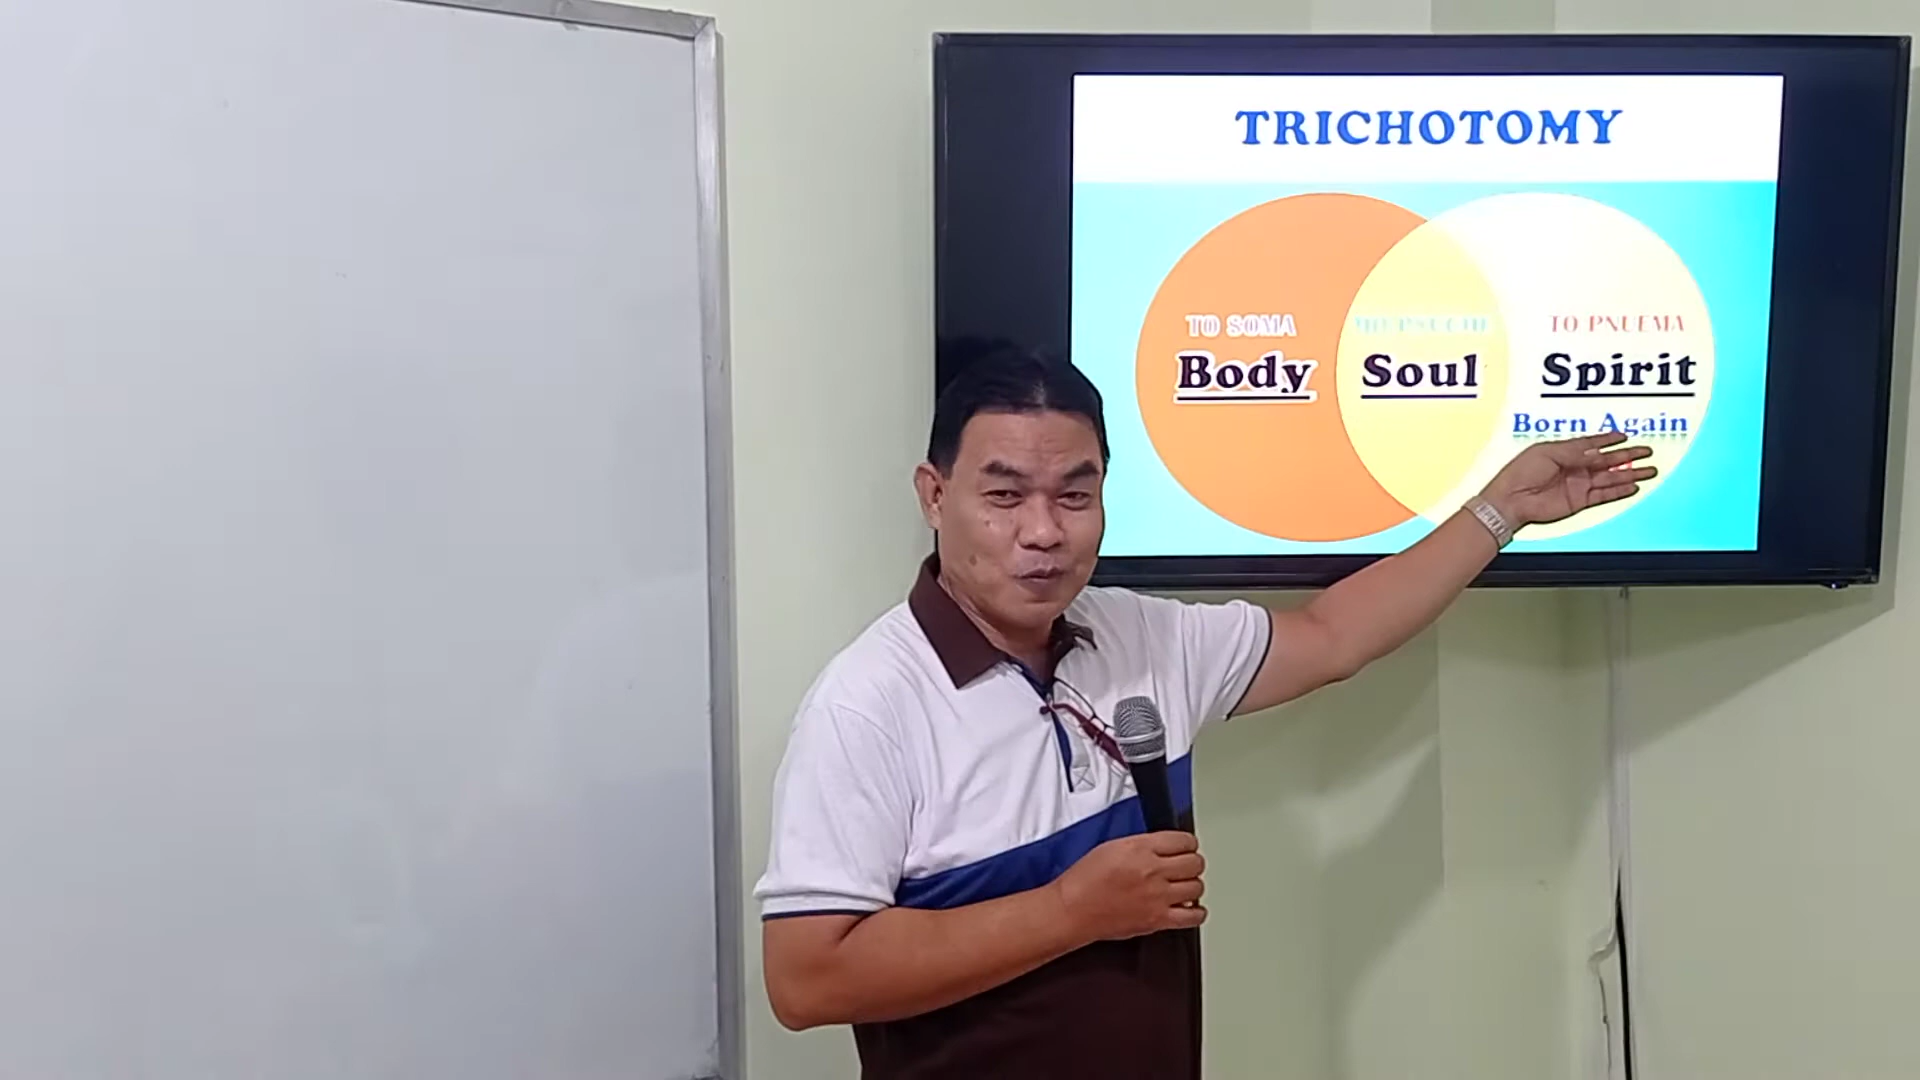 TRICHOTOMY
TO SOMA
Body
Soul
TO PNUEMA
Spirit
Born Again